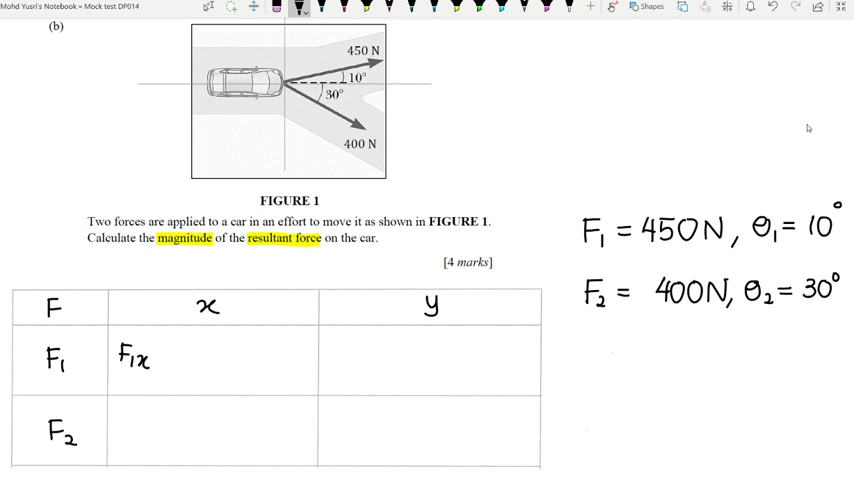 Mohd Yusri's Notebook » Mock test DP014
Shapes
(b)
450 N
10°
30°
400 N
FIGURE 1
Two forces are applied to a car in an effort to move it as shown in FIGURE 1.
Calculate the magnitude of the resultant force on the car.
[4 marks]
F₁ = 450N, θ₁ = 10°
F₂ = 400N, θ₂ = 30°
F x y
F₁ F₁x
F₂